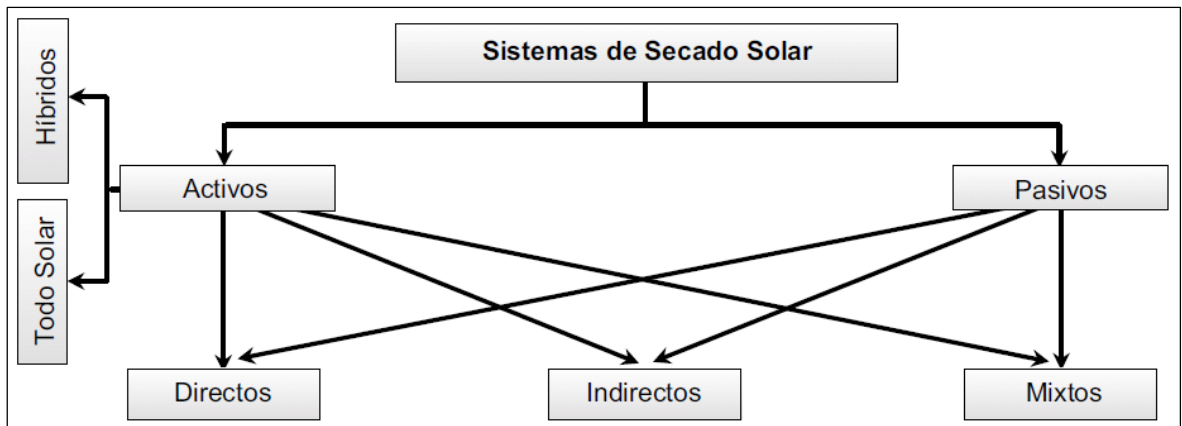 Sistemas de Secado Solar
Híbridos
Todo Solar
Activos
Pasivos
Directos
Indirectos
Mixtos